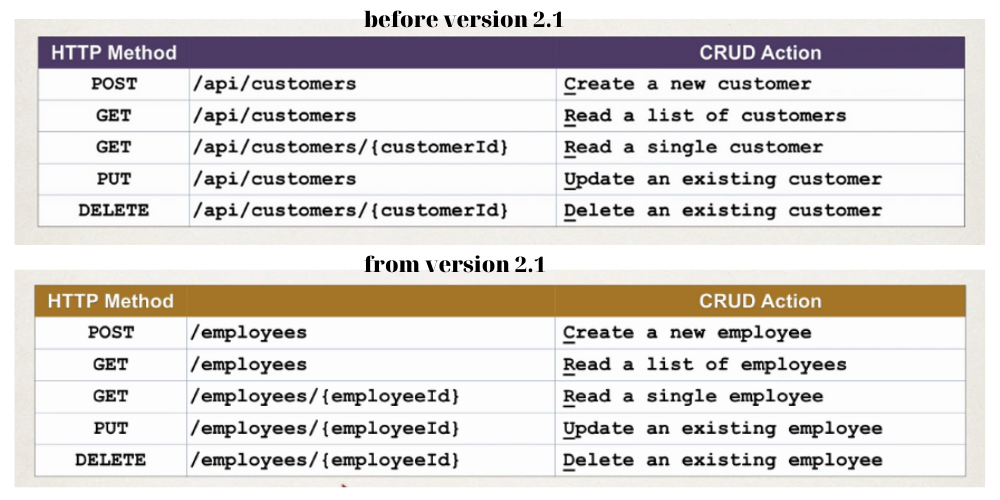 before version 2.1
HTTP Method CRUD Action
POST /api/customers Create a new customer
GET /api/customers Read a list of customers
GET /api/customers/{customerId} Read a single customer
PUT /api/customers Update an existing customer
DELETE /api/customers/{customerId} Delete an existing customer
from version 2.1
HTTP Method CRUD Action
POST /employees Create a new employee
GET /employees Read a list of employees
GET /employees/{employeeId} Read a single employee
PUT /employees/{employeeId} Update an existing employee
DELETE /employees/{employeeId} Delete an existing employee